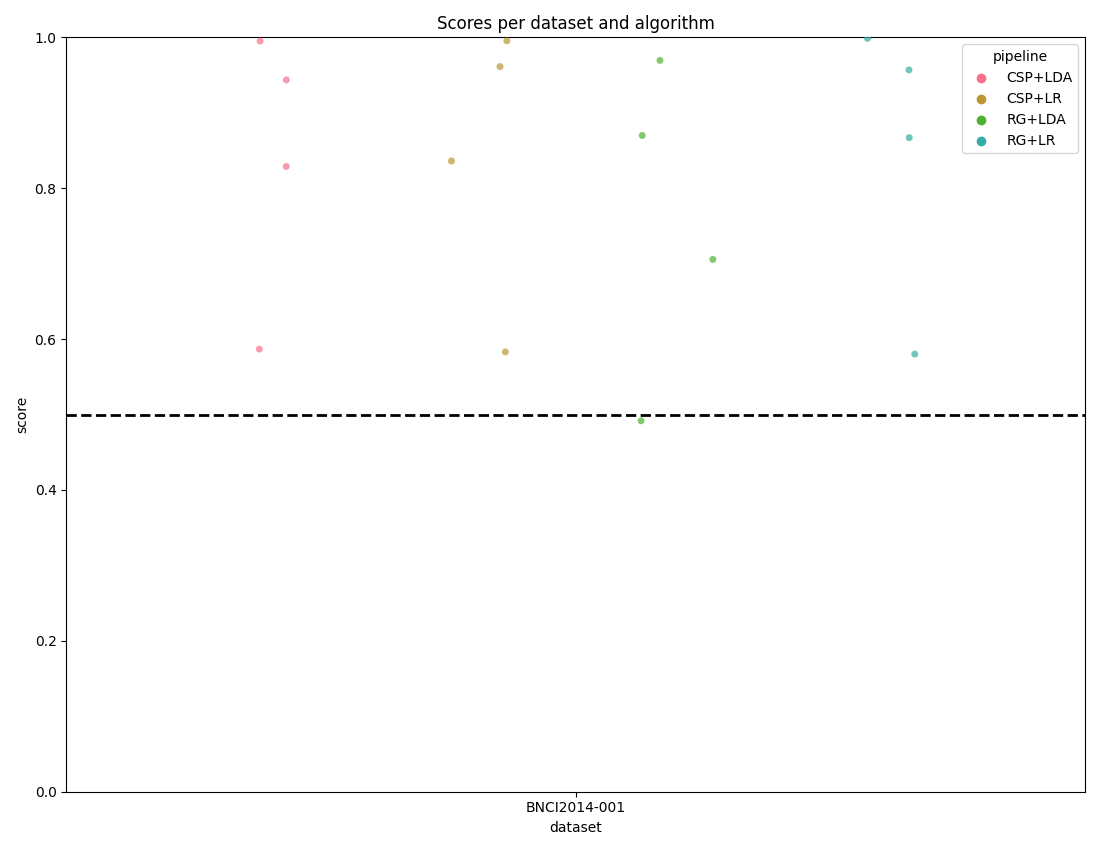 Scores per dataset and algorithm
1.0
0.8
0.6
0.4
0.2
0.0
score
pipeline
CSP+LDA
CSP+LR
RG+LDA
RG+LR
BNCI2014-001
dataset